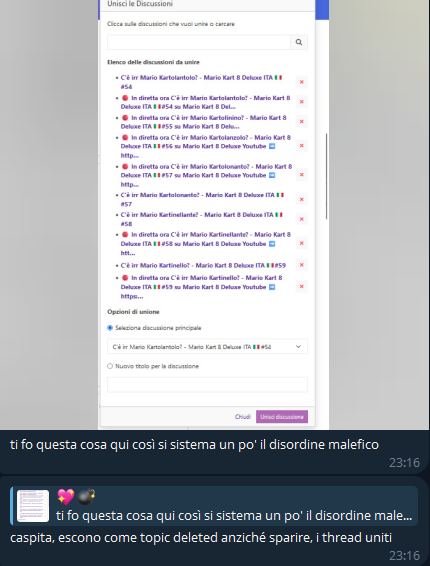 Unisci le Discussioni
Clicca sulle discussioni che vuoi unire o cercare
Elenco delle discussioni da unire
C'è irr Mario Kartolantolo? - Mario Kart 8 Deluxe ITA 🇮🇹
#54
🔴 In diretta ora C'è irr Mario Kartolantolo? - Mario Kart 8
Deluxe ITA 🇮🇹#54 su Mario Kart 8 Del...
🔴 In diretta ora C'è irr Mario Kartolinino? - Mario Kart 8
Deluxe ITA 🇮🇹#55 su Mario Kart 8 Delu...
🔴 In diretta ora C'è irr Mario Kartolanzolo? - Mario Kart 8
Deluxe ITA 🇮🇹#56 su Mario Kart 8 Deluxe Youtube ➡️
http...
🔴 In diretta ora C'è irr Mario Kartolonanto? - Mario Kart 8
Deluxe ITA 🇮🇹#57 su Mario Kart 8 Deluxe Youtube ➡️
http...
C'è irr Mario Kartolonanto? - Mario Kart 8 Deluxe ITA 🇮🇹
#57
C'è irr Mario Kartinellante? - Mario Kart 8 Deluxe ITA 🇮🇹
#58
🔴 In diretta ora C'è irr Mario Kartinellante? - Mario Kart 8
Deluxe ITA 🇮🇹#58 su Mario Kart 8 Deluxe Youtube ➡️
htt...
C'è irr Mario Kartinello? - Mario Kart 8 Deluxe ITA 🇮🇹#59
🔴 In diretta ora C'è irr Mario Kartinello? - Mario Kart 8
Deluxe ITA 🇮🇹#59 su Mario Kart 8 Deluxe Youtube ➡️
https:...
Opzioni di unione
Seleziona discussione principale
C'è irr Mario Kartolantolo? - Mario Kart 8 Deluxe ITA 🇮🇹#54
Nuovo titolo per la discussione
Chiudi Unisci discussione
ti fo questa cosa qui così si sistema un po' il disordine malefico
23:16
💖💣
ti fo questa cosa qui così si sistema un po' il disordine male...
caspita, escono come topic deleted anziché sparire, i thread uniti
23:16